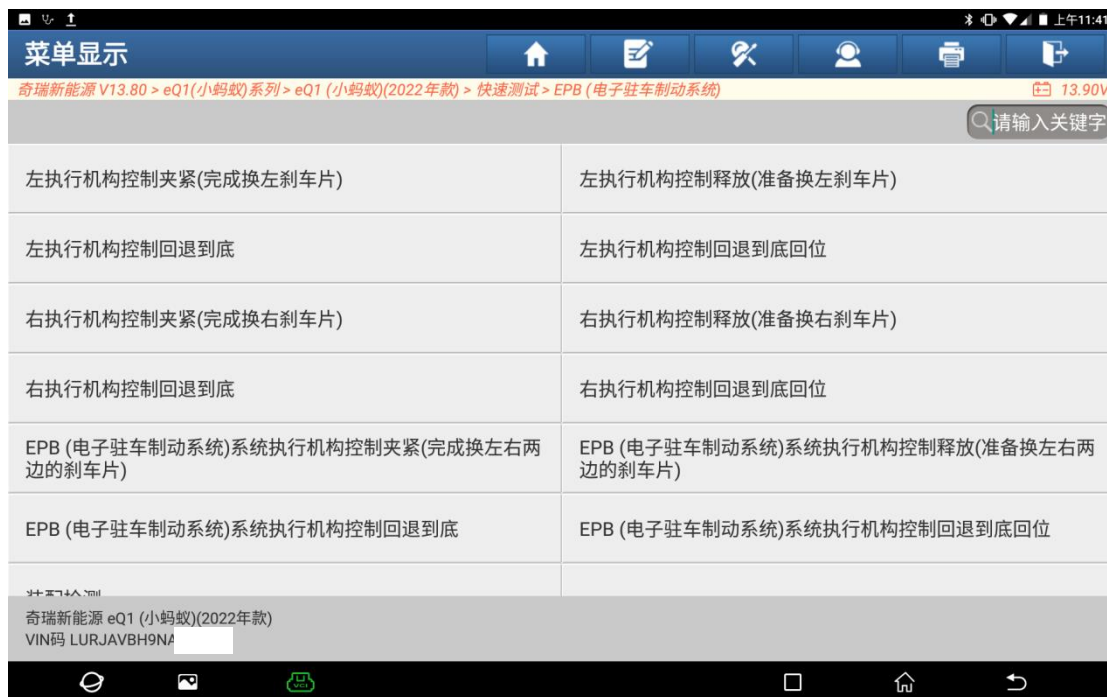 上午11:41
菜单显示
奇瑞新能源 V13.80 > eQ1(小蚂蚁)系列 > eQ1 (小蚂蚁)(2022年款) > 快速测试 > EPB (电子驻车制动系统)
13.90V
请输入关键字
左执行机构控制夹紧(完成换左刹车片)
左执行机构控制释放(准备换左刹车片)
左执行机构控制回退到底
左执行机构控制回退到底回位
右执行机构控制夹紧(完成换右刹车片)
右执行机构控制释放(准备换右刹车片)
右执行机构控制回退到底
右执行机构控制回退到底回位
EPB (电子驻车制动系统)系统执行机构控制夹紧(完成换左右两
边的刹车片)
EPB (电子驻车制动系统)系统执行机构控制释放(准备换左右两
边的刹车片)
EPB (电子驻车制动系统)系统执行机构控制回退到底
EPB (电子驻车制动系统)系统执行机构控制回退到底回位
装配检测
奇瑞新能源 eQ1 (小蚂蚁)(2022年款)
VIN码 LURJAVBH9NA
VCI